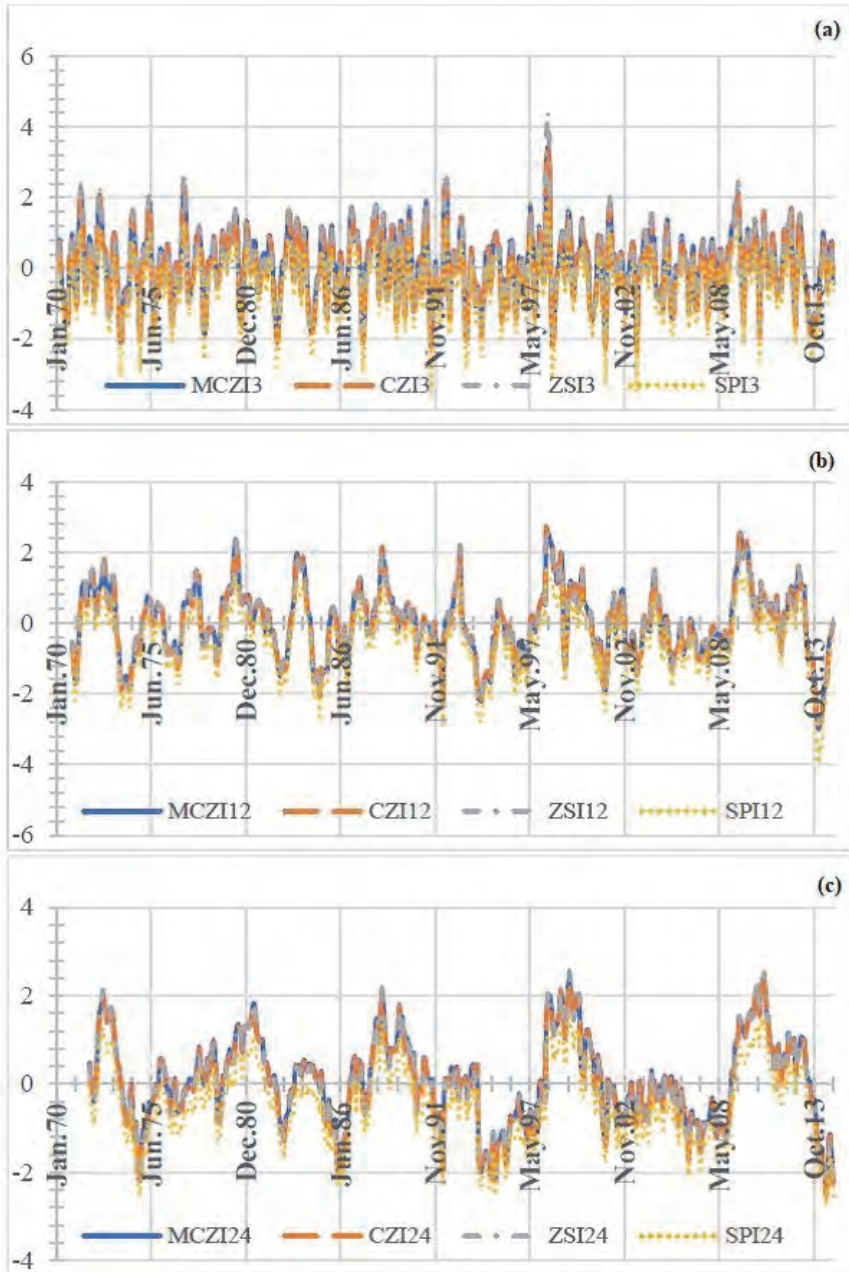 (a)
6
4
2
0
-2
-4
Jan.70
Jun.75
Dec.80
Jun.86
Nov.91
May.97
Nov.02
May.08
Oct.13
MCZI3 CZI3 ZSI3 SPI3
(b)
4
2
0
-2
-4
-6
Jan.70
Jun.75
Dec.80
Jun.86
Nov.91
May.97
Nov.02
May.08
Oct.13
MCZI12 CZI12 ZSI12 SPI12
(c)
4
2
0
-2
-4
Jan.70
Jun.75
Dec.80
Jun.86
Nov.91
May.97
Nov.02
May.08
Oct.13
MCZI24 CZI24 ZSI24 SPI24